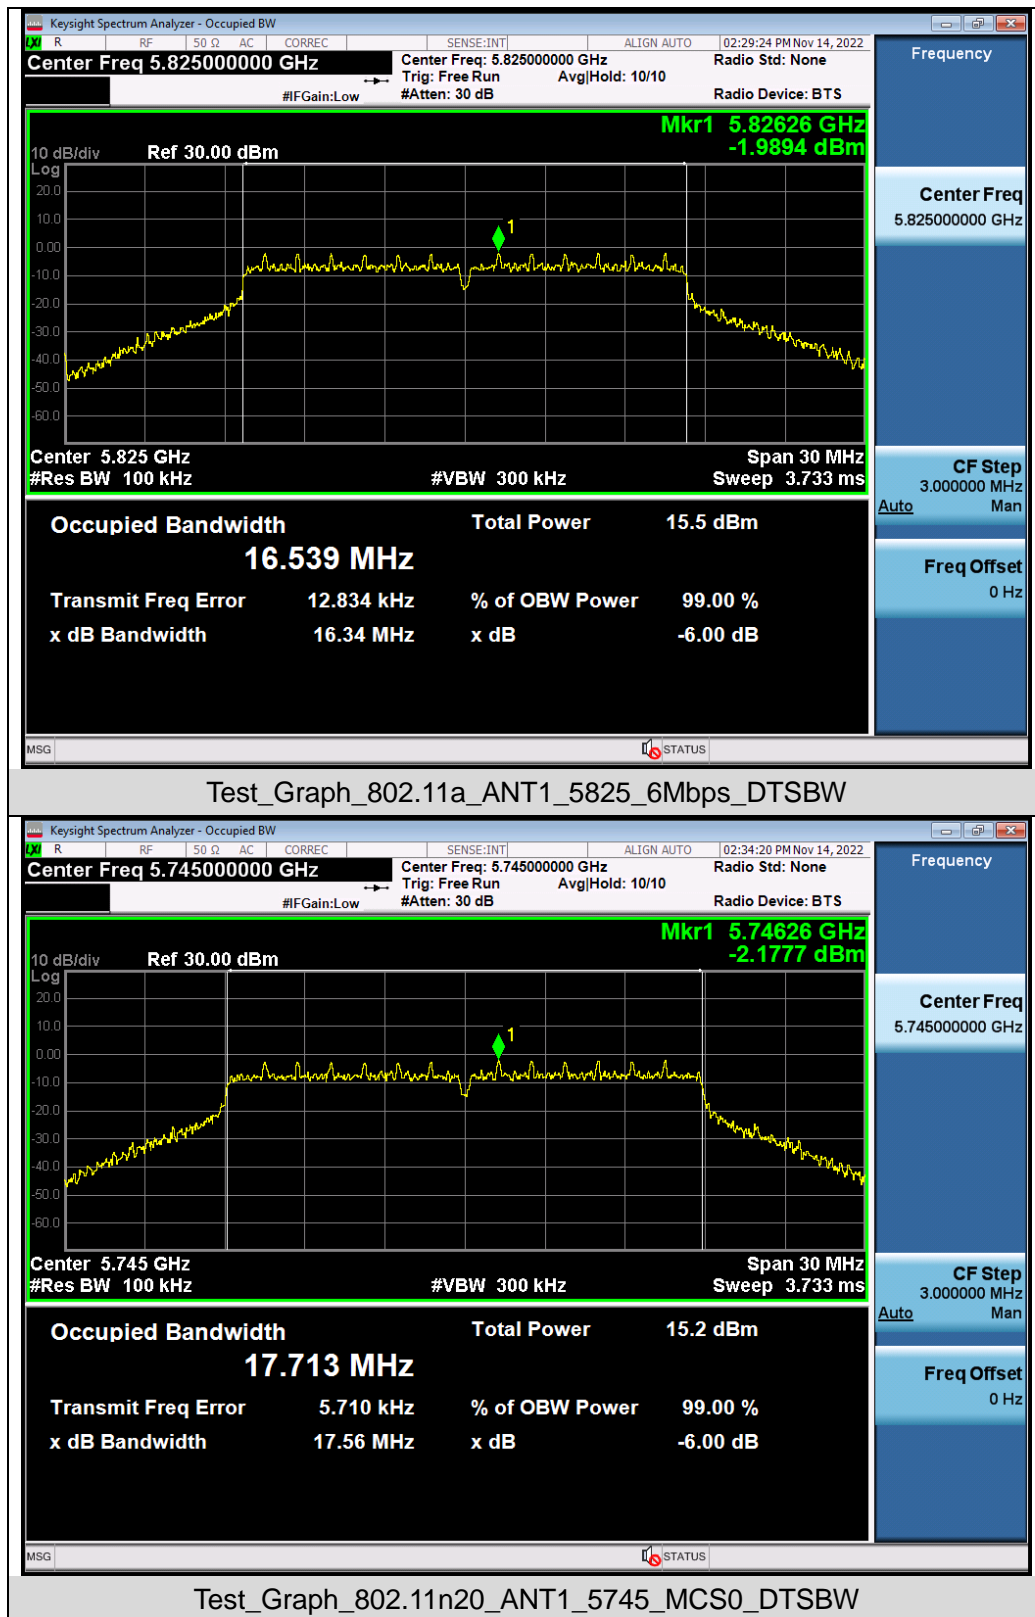 Keysight Spectrum Analyzer - Occupied BW
LXI R RF 50 Ω AC CORREC SENSE:INT ALIGN AUTO 02:29:24 PM Nov 14, 2022
Center Freq 5.825000000 GHz
Center Freq: 5.825000000 GHz Radio Std: None
Trig: Free Run Avg|Hold: 10/10
#IFGain:Low #Atten: 30 dB Radio Device: BTS
Frequency
Mkr1 5.82626 GHz
-1.9894 dBm
10 dB/div Ref 30.00 dBm
Log
20.0
10.0
0.00
-10.0
-20.0
-30.0
-40.0
-50.0
-60.0
1
Center 5.825 GHz Span 30 MHz
#Res BW 100 kHz #VBW 300 kHz Sweep 3.733 ms
Center Freq
5.825000000 GHz
CF Step
3.000000 MHz
Auto Man
Freq Offset
0 Hz
Occupied Bandwidth Total Power 15.5 dBm
16.539 MHz
Transmit Freq Error 12.834 kHz % of OBW Power 99.00 %
x dB Bandwidth 16.34 MHz x dB -6.00 dB
MSG STATUS
Test_Graph_802.11a_ANT1_5825_6Mbps_DTSBW
Keysight Spectrum Analyzer - Occupied BW
LXI R RF 50 Ω AC CORREC SENSE:INT ALIGN AUTO 02:34:20 PM Nov 14, 2022
Center Freq 5.745000000 GHz
Center Freq: 5.745000000 GHz Radio Std: None
Trig: Free Run Avg|Hold: 10/10
#IFGain:Low #Atten: 30 dB Radio Device: BTS
Frequency
Mkr1 5.74626 GHz
-2.1777 dBm
10 dB/div Ref 30.00 dBm
Log
20.0
10.0
0.00
-10.0
-20.0
-30.0
-40.0
-50.0
-60.0
1
Center 5.745 GHz Span 30 MHz
#Res BW 100 kHz #VBW 300 kHz Sweep 3.733 ms
Center Freq
5.745000000 GHz
CF Step
3.000000 MHz
Auto Man
Freq Offset
0 Hz
Occupied Bandwidth Total Power 15.2 dBm
17.713 MHz
Transmit Freq Error 5.710 kHz % of OBW Power 99.00 %
x dB Bandwidth 17.56 MHz x dB -6.00 dB
MSG STATUS
Test_Graph_802.11n20_ANT1_5745_MCS0_DTSBW